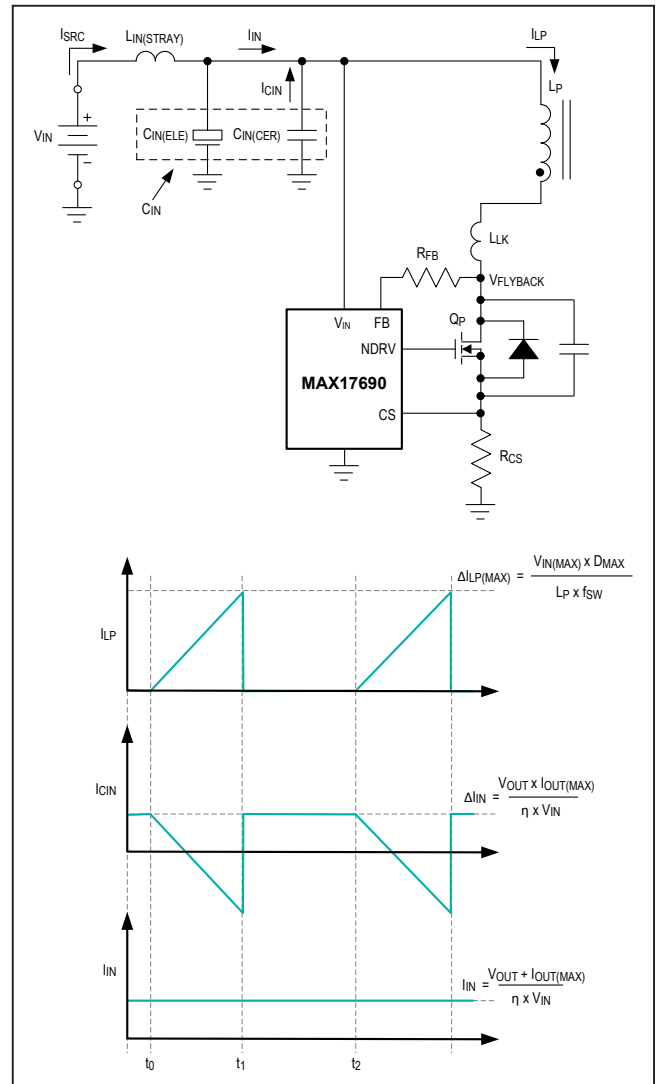 ISRC LIN(STRAY) IIN ILP
ICIN LP
VIN + CIN(ELE) CIN(CER)
−
CIN
LLK
RFB
VFLYBACK
VIN FB QP
NDRV
MAX17690
CS
RCS
ΔILP(MAX) = VIN(MAX) x DMAX
LP x fSW
ILP
ICIN
ΔIIN = VOUT x IOUT(MAX)
η x VIN
IIN
IIN = VOUT + IOUT(MAX)
η x VIN
t0 t1 t2